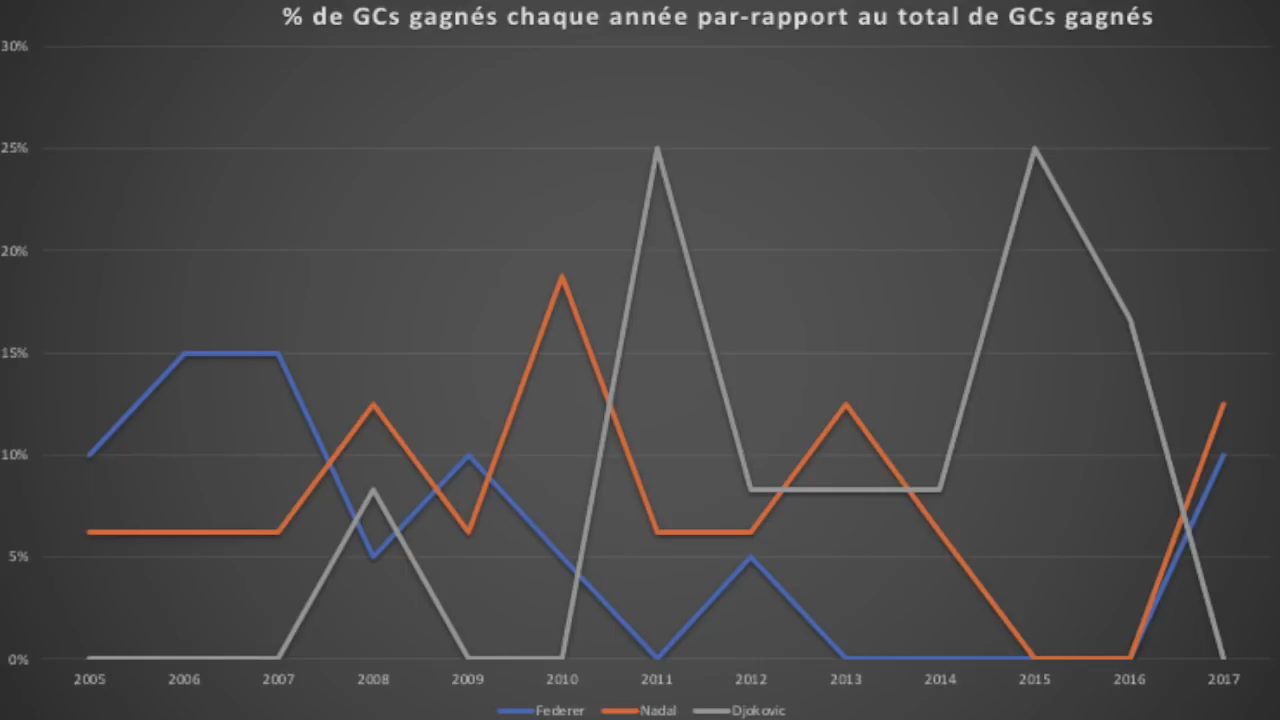 % de GCs gagnés chaque année par-rapport au total de GCs gagnés
30%
25%
20%
15%
10%
5%
0%
2005 2006 2007 2008 2009 2010 2011 2012 2013 2014 2015 2016 2017
Federer Nadal Djokovic